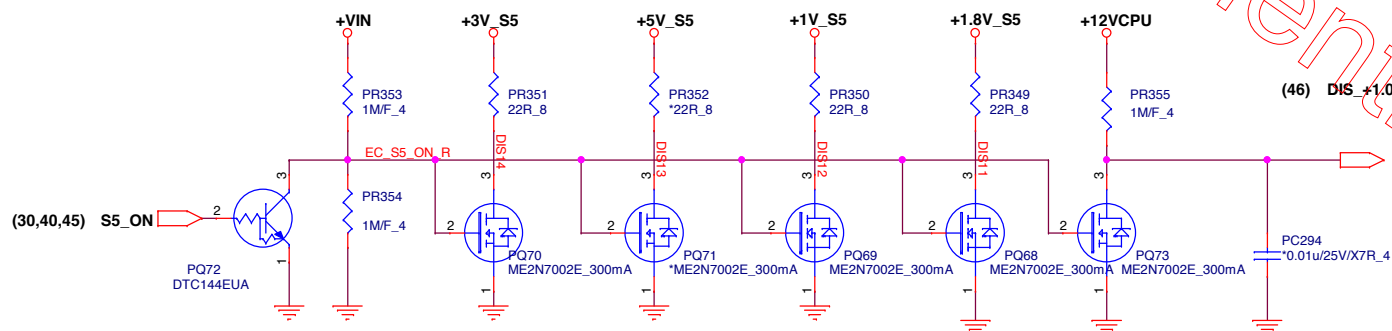 +VIN
+3V_S5
+5V_S5
+1V_S5
+1.8V_S5
+12VCPU
ent
PR353
1M/F_4
PR351
22R_8
PR352
*22R_8
PR350
22R_8
PR349
22R_8
PR355
1M/F_4
(46) DIS_+1.0
EC_S5_ON_R
DIS14
DIS13
DIS12
DIS11
3
3
3
3
3
3
PR354
1M/F_4
(30,40,45) S5_ON
2
2
2
2
2
2
PQ72
DTC144EUA
1
PQ70
ME2N7002E_300mA
1
PQ71
*ME2N7002E_300mA
1
PQ69
ME2N7002E_300mA
1
PQ68
ME2N7002E_300mA
1
PQ73
ME2N7002E_300mA
1
PC294
*0.01u/25V/X7R_4